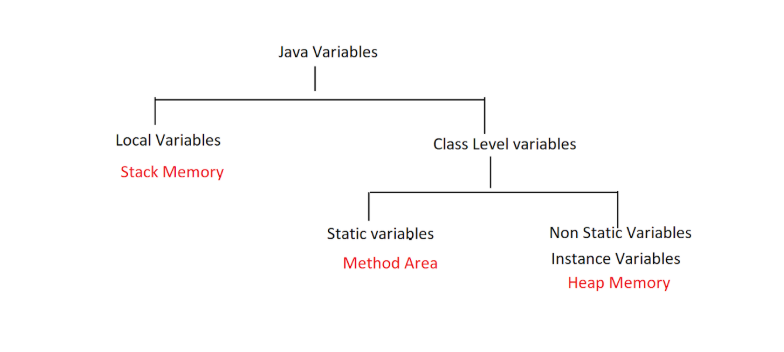 Java Variables
Local Variables
Stack Memory
Class Level variables
Static variables
Method Area
Non Static Variables
Instance Variables
Heap Memory